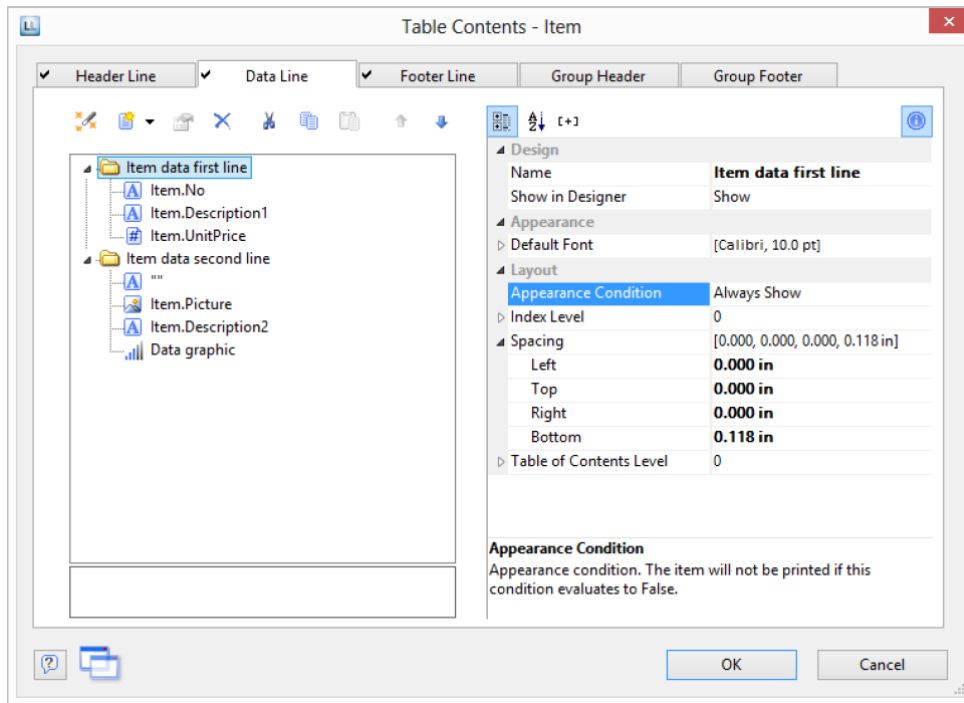 LL
Table Contents - Item
Header Line
Data Line
Footer Line
Group Header
Group Footer
A Z
[+]
Item data first line
A Item.No
A Item.Description1
# Item.UnitPrice
Item data second line
A ""
Item.Picture
A Item.Description2
Data graphic
Design
Name Item data first line
Show in Designer Show
Appearance
Default Font [Calibri, 10.0 pt]
Layout
Appearance Condition Always Show
Index Level 0
Spacing [0.000, 0.000, 0.000, 0.118 in]
Left 0.000 in
Top 0.000 in
Right 0.000 in
Bottom 0.118 in
Table of Contents Level 0
Appearance Condition
Appearance condition. The item will not be printed if this
condition evaluates to False.
?
OK
Cancel